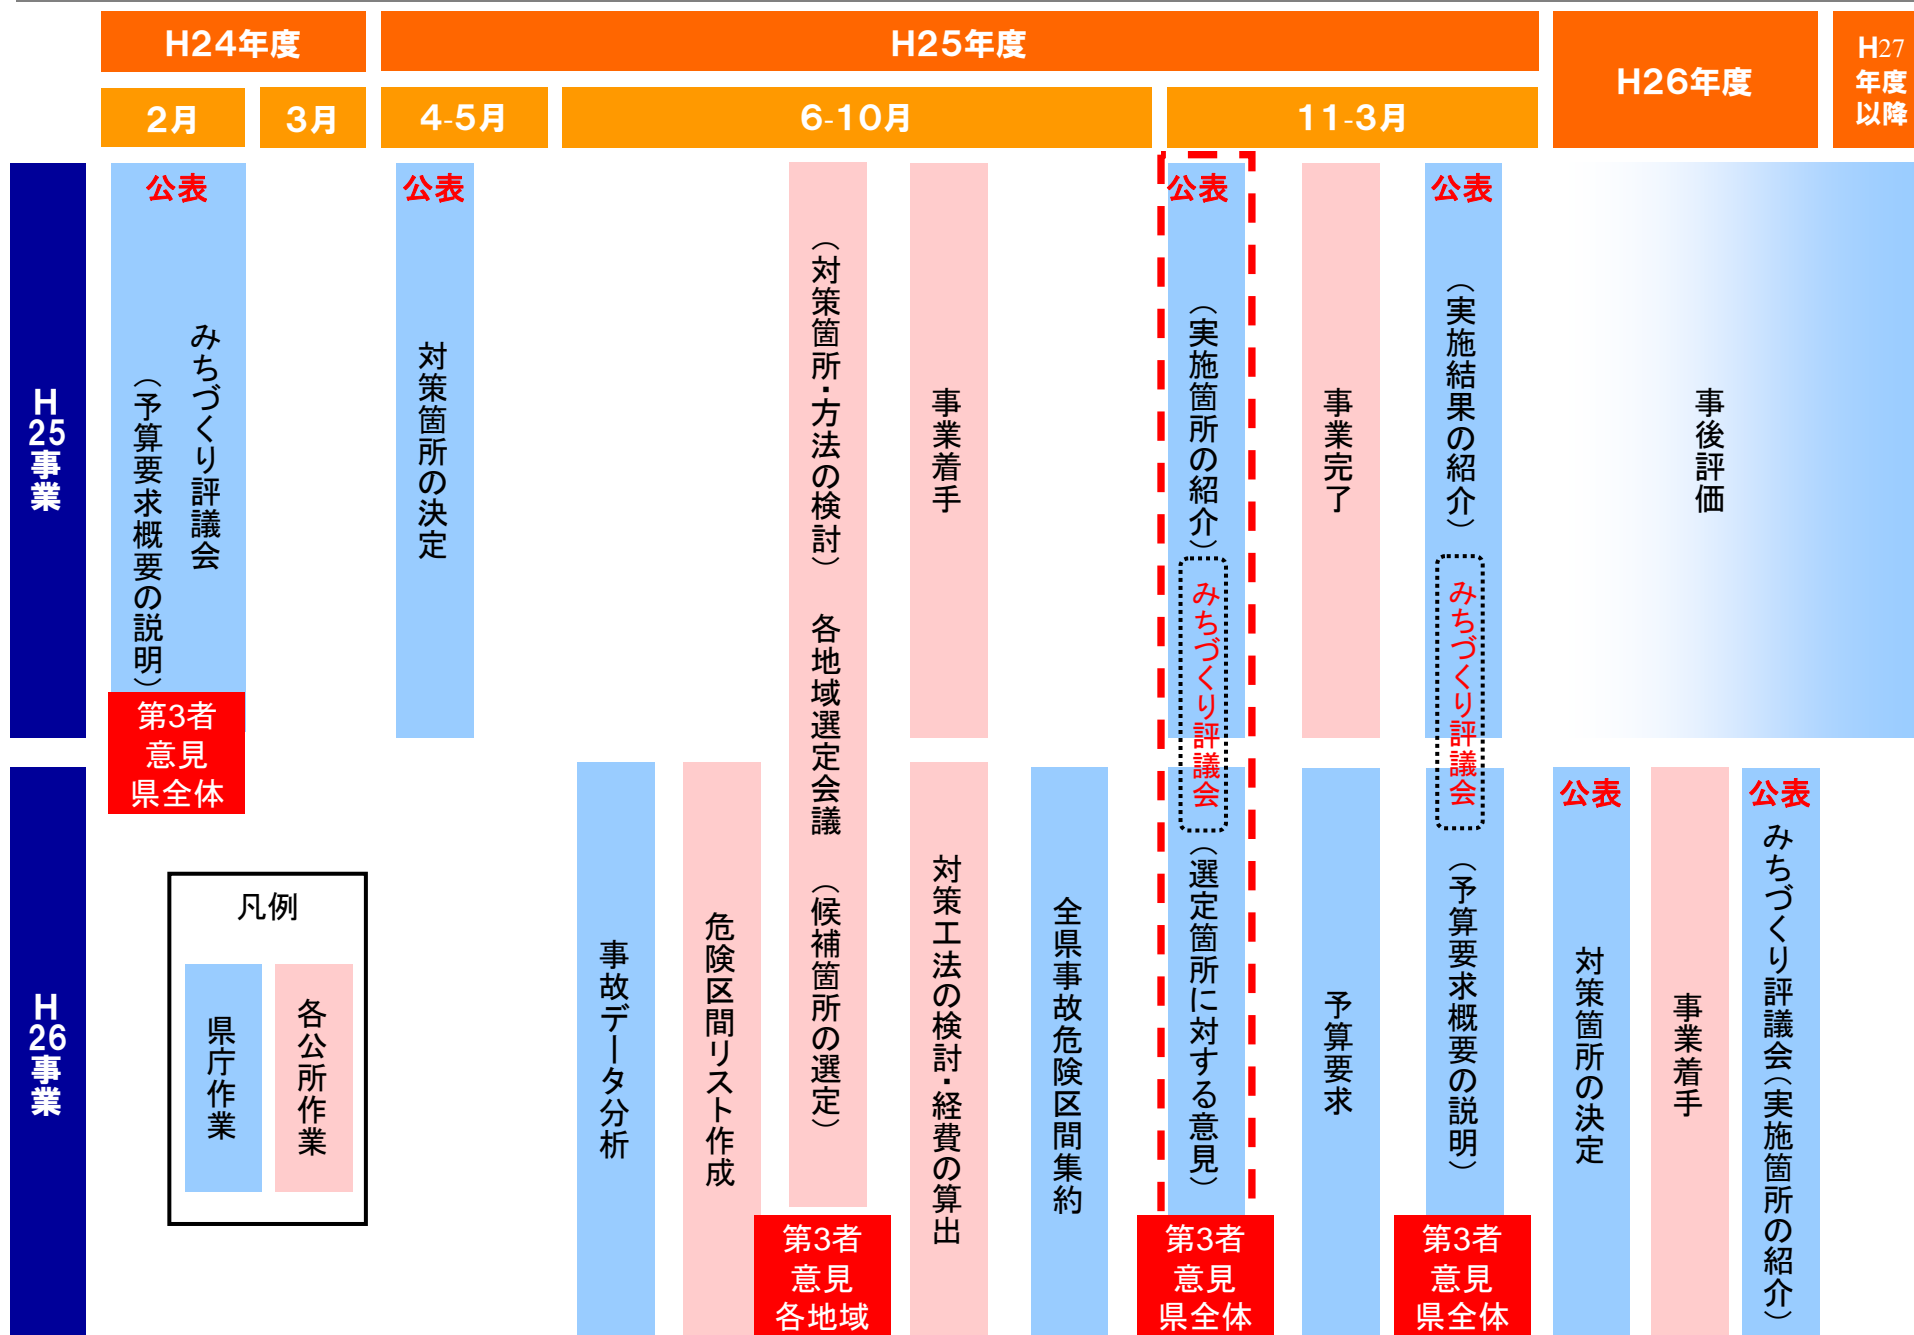 H24年度
H25年度
H26年度
H27
年度
以降
2月
3月
4-5月
6-10月
11-3月
H
25
事業
公表
みちづくり評議会
（予算要求概要の説明）
第3者
意見
県全体
公表
対策箇所の決定
（対策箇所・方法の検討）
各地域選定会議
（候補箇所の選定）
第3者
意見
各地域
事業着手
公表
（実施箇所の紹介）
みちづくり評議会
（選定箇所に対する意見）
第3者
意見
県全体
事業完了
公表
（実施結果の紹介）
みちづくり評議会
（予算要求概要の説明）
第3者
意見
県全体
事後評価
H
26
事業
事故データ分析
危険区間リスト作成
対策工法の検討・経費の算出
全県事故危険区間集約
予算要求
公表
対策箇所の決定
事業着手
公表
みちづくり評議会（実施箇所の紹介）
凡例
県庁作業
各公所作業